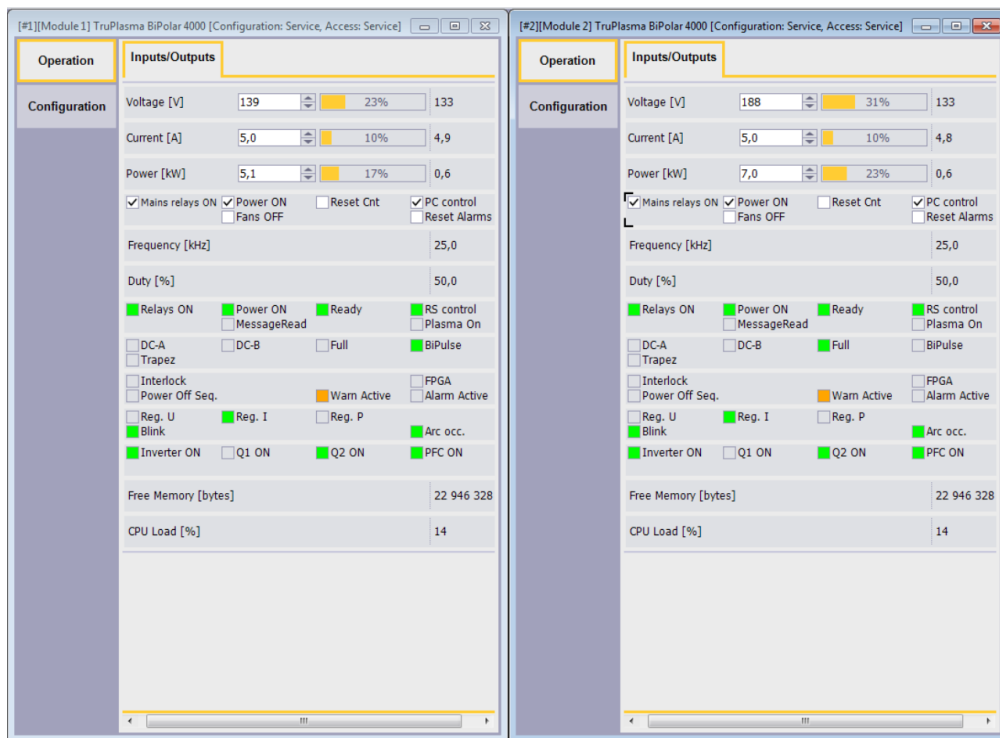 [#1][Module 1] TruPlasma BiPolar 4000 [Configuration: Service, Access: Service]
Operation
Configuration
Inputs/Outputs
Voltage [V] 139 23% 133
Current [A] 5,0 10% 4,9
Power [kW] 5,1 17% 0,6
Mains relays ON Power ON Reset Cnt PC control
Fans OFF Reset Alarms
Frequency [kHz] 25,0
Duty [%] 50,0
Relays ON Power ON Ready RS control
MessageRead Plasma On
DC-A DC-B Full BiPulse
Trapez
Interlock FPGA
Power Off Seq. Warn Active Alarm Active
Reg. U Reg. I Reg. P
Blink Arc occ.
Inverter ON Q1 ON Q2 ON PFC ON
Free Memory [bytes] 22 946 328
CPU Load [%] 14
[#2][Module 2] TruPlasma BiPolar 4000 [Configuration: Service, Access: Service]
Operation
Configuration
Inputs/Outputs
Voltage [V] 188 31% 133
Current [A] 5,0 10% 4,8
Power [kW] 7,0 23% 0,6
Mains relays ON Power ON Reset Cnt PC control
Fans OFF Reset Alarms
Frequency [kHz] 25,0
Duty [%] 50,0
Relays ON Power ON Ready RS control
MessageRead Plasma On
DC-A DC-B Full BiPulse
Trapez
Interlock FPGA
Power Off Seq. Warn Active Alarm Active
Reg. U Reg. I Reg. P
Blink Arc occ.
Inverter ON Q1 ON Q2 ON PFC ON
Free Memory [bytes] 22 946 328
CPU Load [%] 14